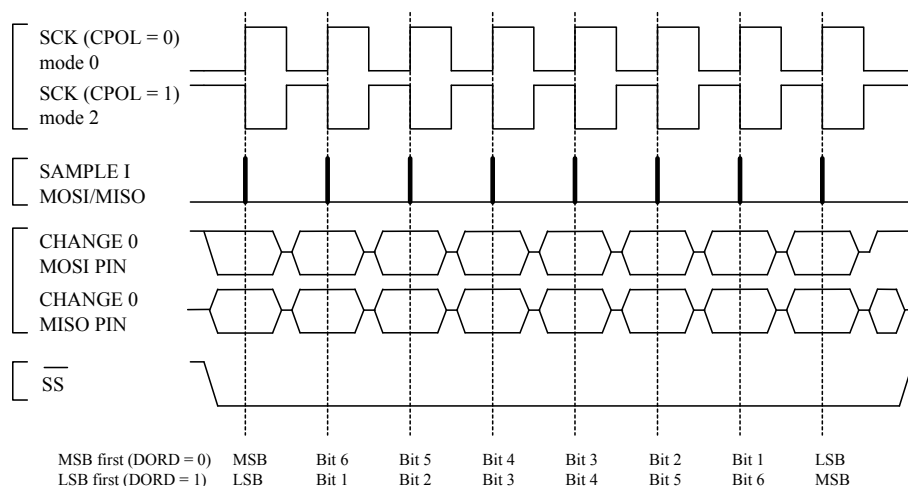 SCK (CPOL = 0)
mode 0
SCK (CPOL = 1)
mode 2
SAMPLE I
MOSI/MISO
CHANGE 0
MOSI PIN
CHANGE 0
MISO PIN
SS
MSB first (DORD = 0) MSB Bit 6 Bit 5 Bit 4 Bit 3 Bit 2 Bit 1 LSB
LSB first (DORD = 1) LSB Bit 1 Bit 2 Bit 3 Bit 4 Bit 5 Bit 6 MSB